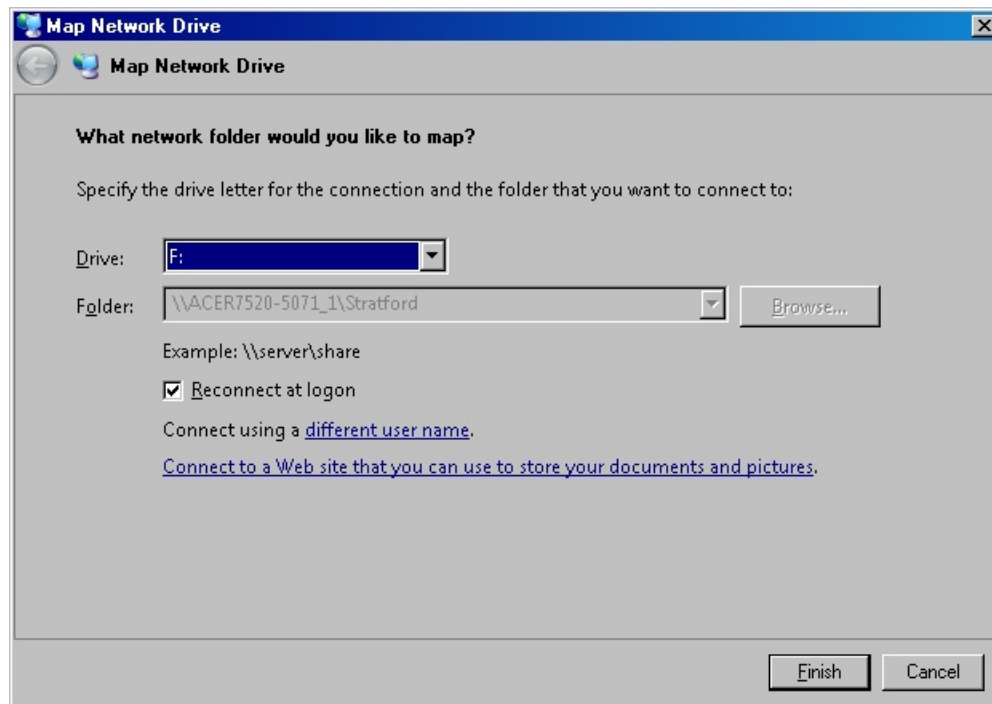 Map Network Drive
Map Network Drive
What network folder would you like to map?
Specify the drive letter for the connection and the folder that you want to connect to:
Drive: F:
Folder: \\ACER7520-5071_1\Stratford Browse...
Example: \\server\share
Reconnect at logon
Connect using a different user name.
Connect to a Web site that you can use to store your documents and pictures.
Finish Cancel